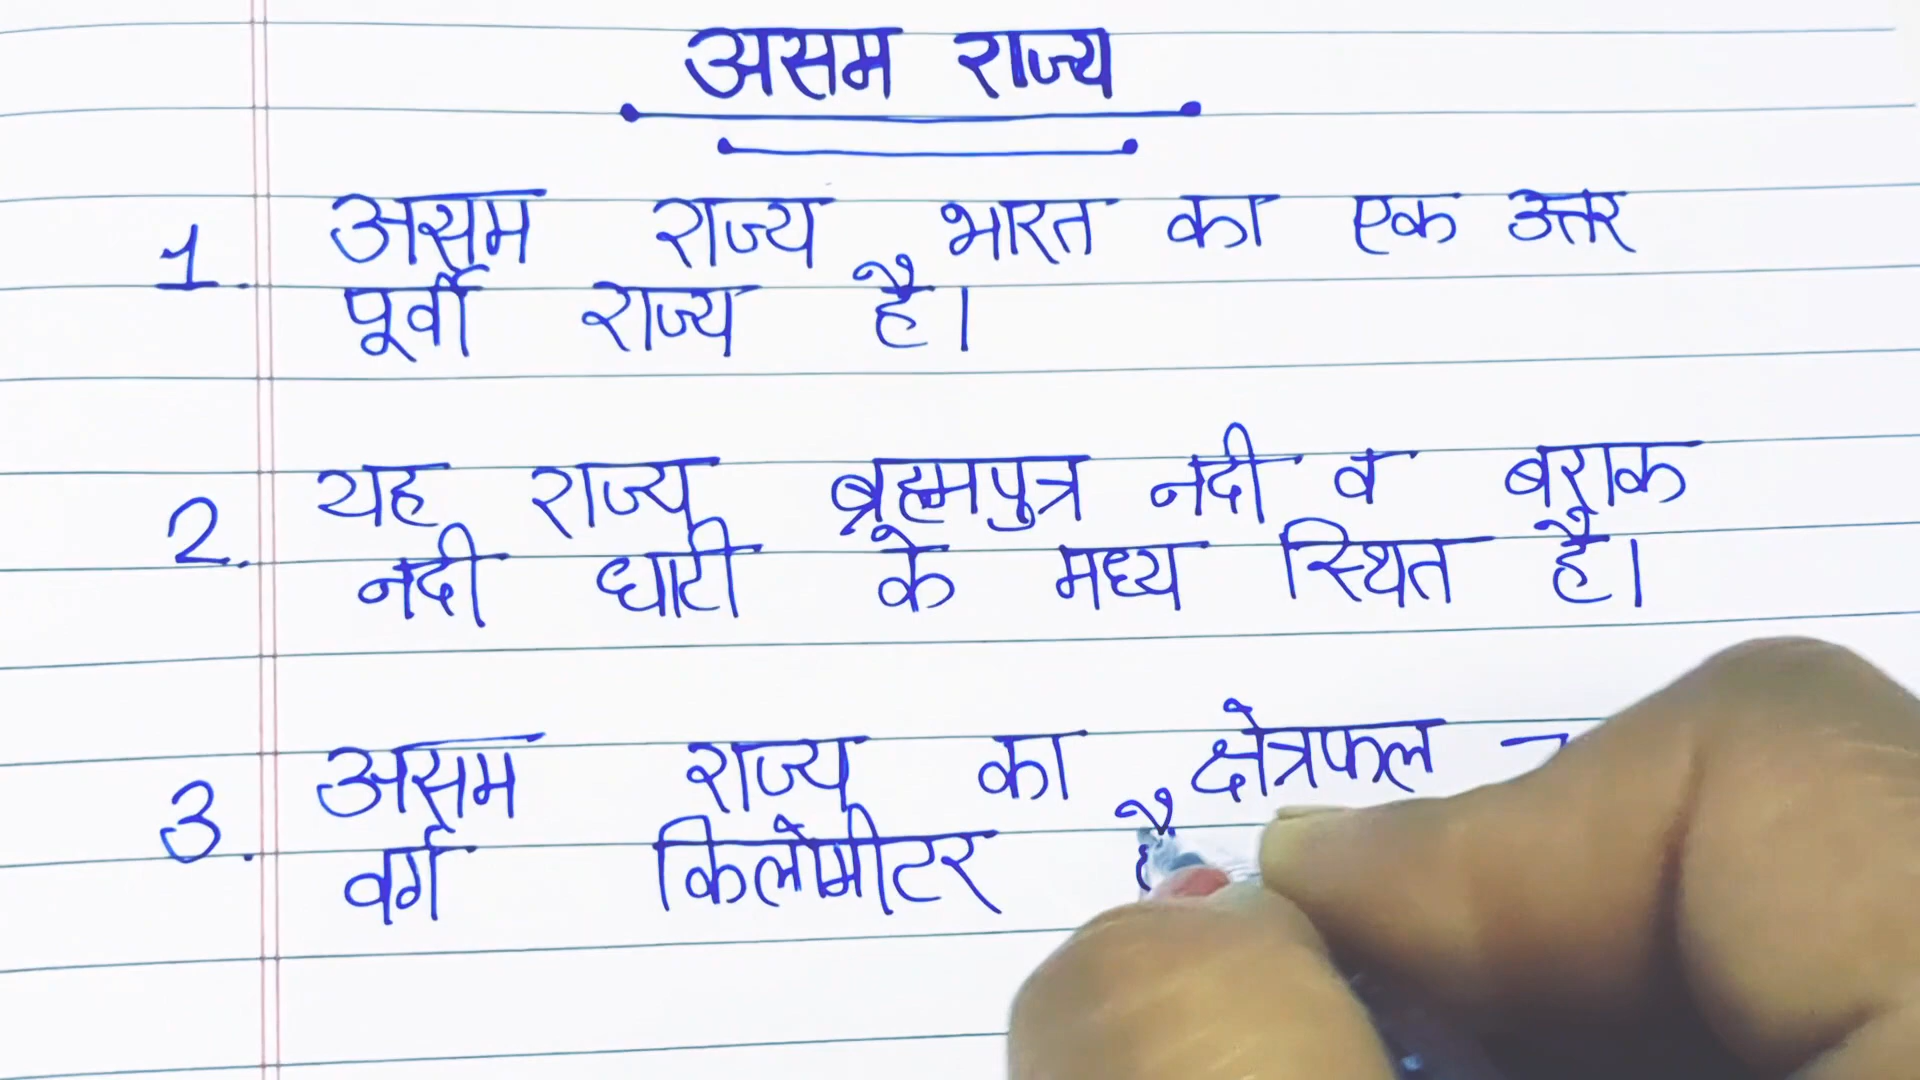 असम राज्य
1. असम राज्य भारत का एक उत्तर
पूर्वी राज्य है।
2. यह राज्य ब्रह्मपुत्र नदी व बराक
नदी घाटी के मध्य स्थित है।
3. असम राज्य का क्षेत्रफल
वर्ग किलोमीटर है